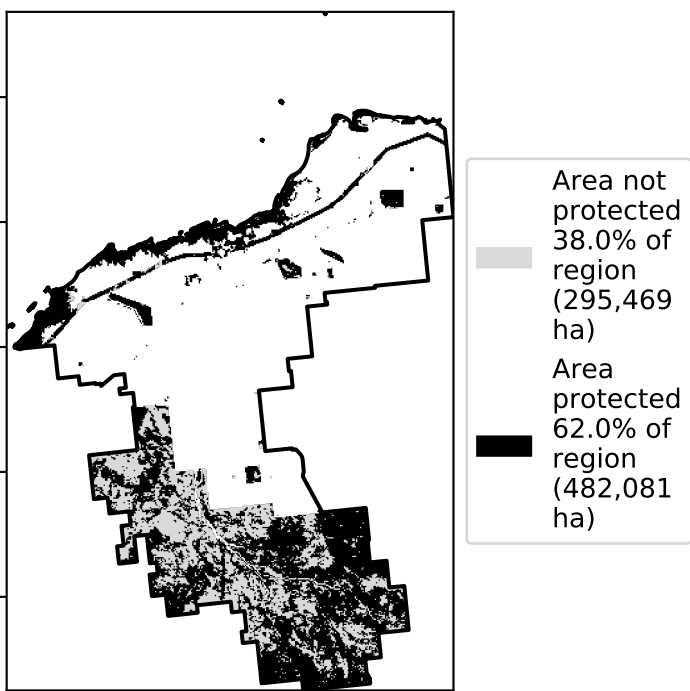 Area not
protected
38.0% of
region
(295,469
ha)
Area
protected
62.0% of
region
(482,081
ha)